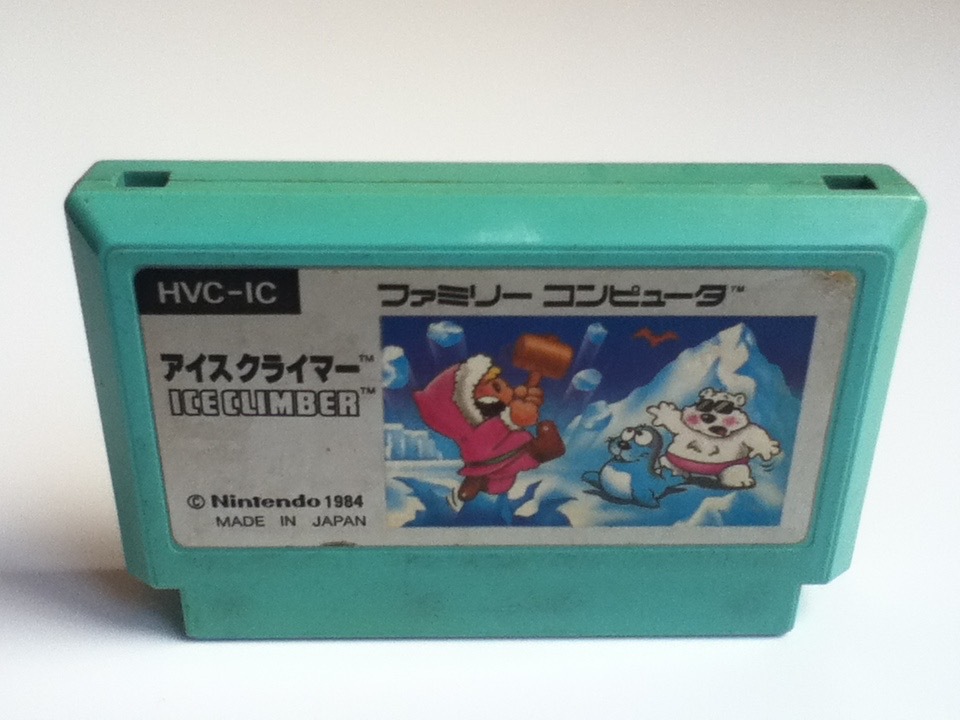 HVC-IC
ファミリー コンピュータ™
アイスクライマー™
ICE CLIMBER™
© Nintendo 1984
MADE IN JAPAN